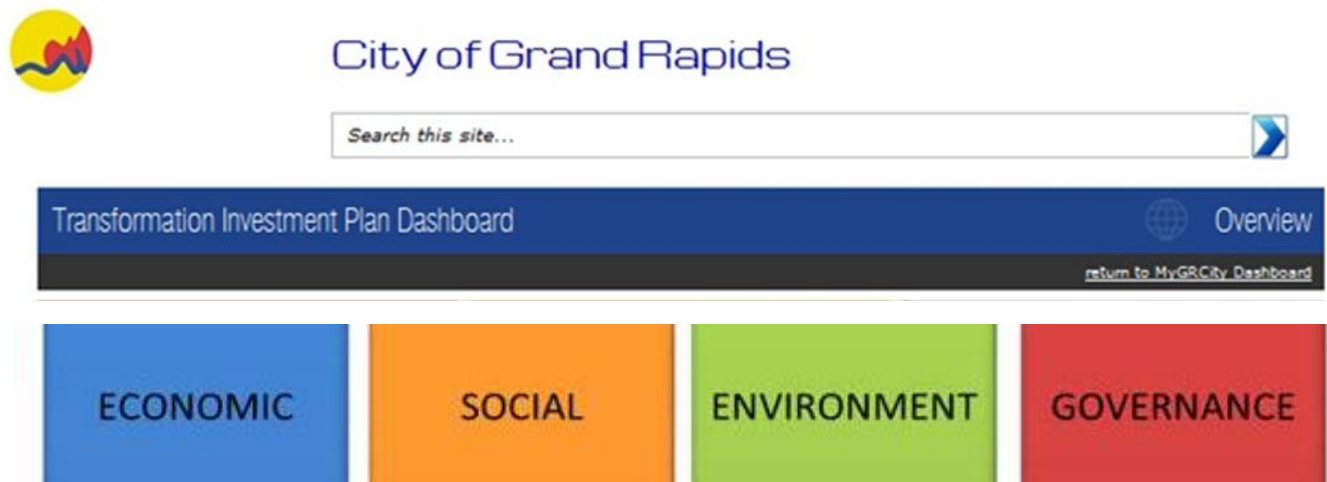 City of Grand Rapids
Search this site...
Transformation Investment Plan Dashboard Overview
return to MyGRCity Dashboard
ECONOMIC SOCIAL ENVIRONMENT GOVERNANCE